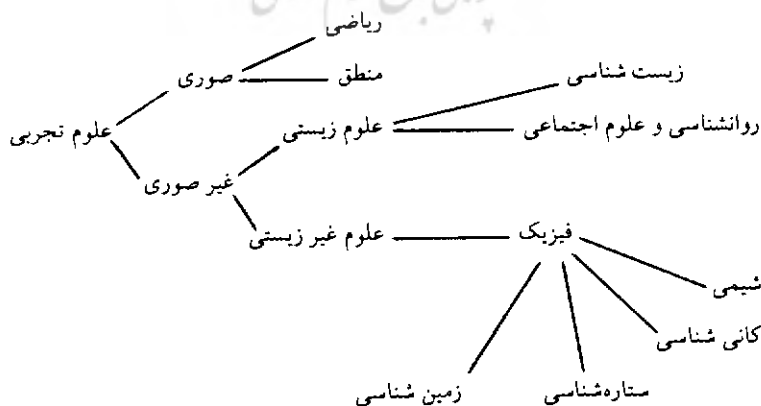 ریاضی
صوری
منطق
زیست شناسی
علوم تجربی
علوم زیستی
روانشناسی و علوم اجتماعی
غیر صوری
علوم غیر زیستی
فیزیک
شیمی
کانی شناسی
ستاره‌شناسی
زمین شناسی